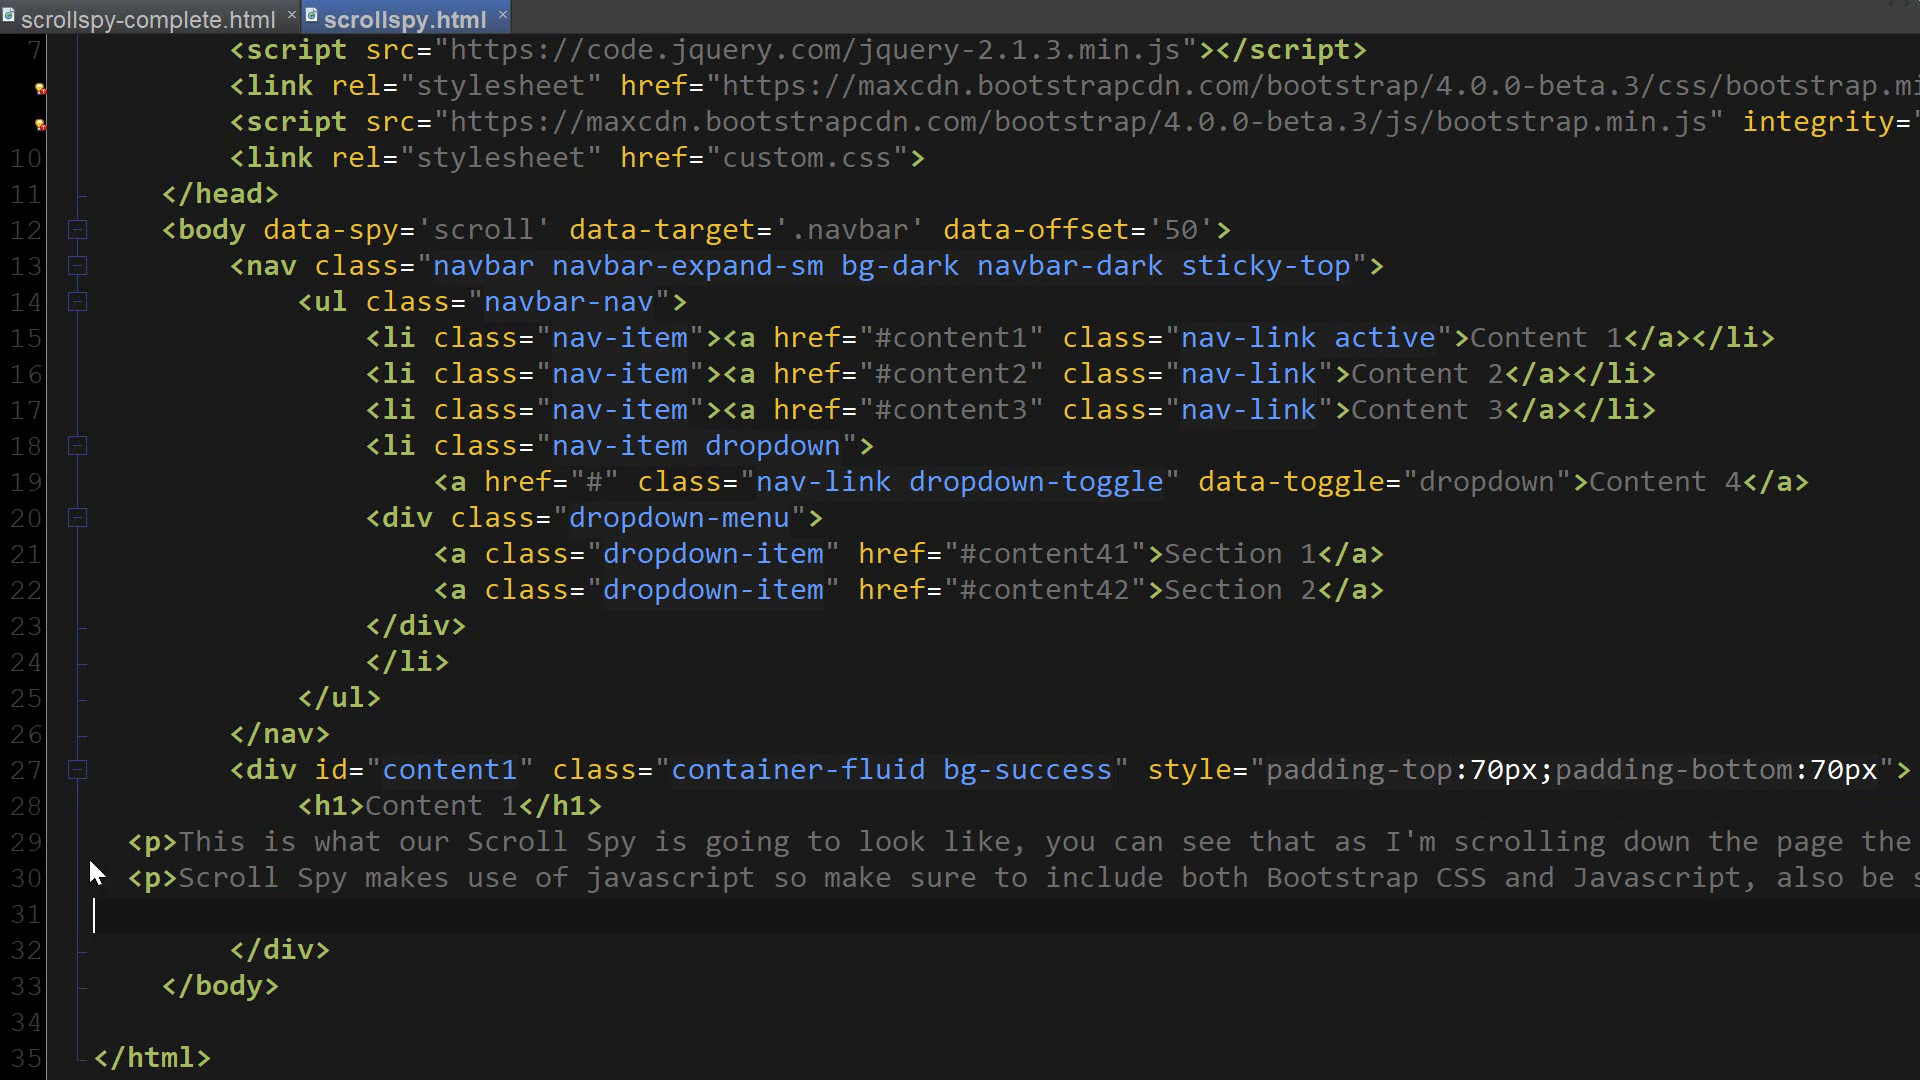 scrollspy-complete.html × scrollspy.html ×
7 <script src="https://code.jquery.com/jquery-2.1.3.min.js"></script>
<link rel="stylesheet" href="https://maxcdn.bootstrapcdn.com/bootstrap/4.0.0-beta.3/css/bootstrap.mi
<script src="https://maxcdn.bootstrapcdn.com/bootstrap/4.0.0-beta.3/js/bootstrap.min.js" integrity="
10 <link rel="stylesheet" href="custom.css">
11 </head>
12 <body data-spy='scroll' data-target='.navbar' data-offset='50'>
13 <nav class="navbar navbar-expand-sm bg-dark navbar-dark sticky-top">
14 <ul class="navbar-nav">
15 <li class="nav-item"><a href="#content1" class="nav-link active">Content 1</a></li>
16 <li class="nav-item"><a href="#content2" class="nav-link">Content 2</a></li>
17 <li class="nav-item"><a href="#content3" class="nav-link">Content 3</a></li>
18 <li class="nav-item dropdown">
19 <a href="#" class="nav-link dropdown-toggle" data-toggle="dropdown">Content 4</a>
20 <div class="dropdown-menu">
21 <a class="dropdown-item" href="#content41">Section 1</a>
22 <a class="dropdown-item" href="#content42">Section 2</a>
23 </div>
24 </li>
25 </ul>
26 </nav>
27 <div id="content1" class="container-fluid bg-success" style="padding-top:70px;padding-bottom:70px">
28 <h1>Content 1</h1>
29 <p>This is what our Scroll Spy is going to look like, you can see that as I'm scrolling down the page the
30 <p>Scroll Spy makes use of javascript so make sure to include both Bootstrap CSS and Javascript, also be s
31
32 </div>
33 </body>
34
35 </html>